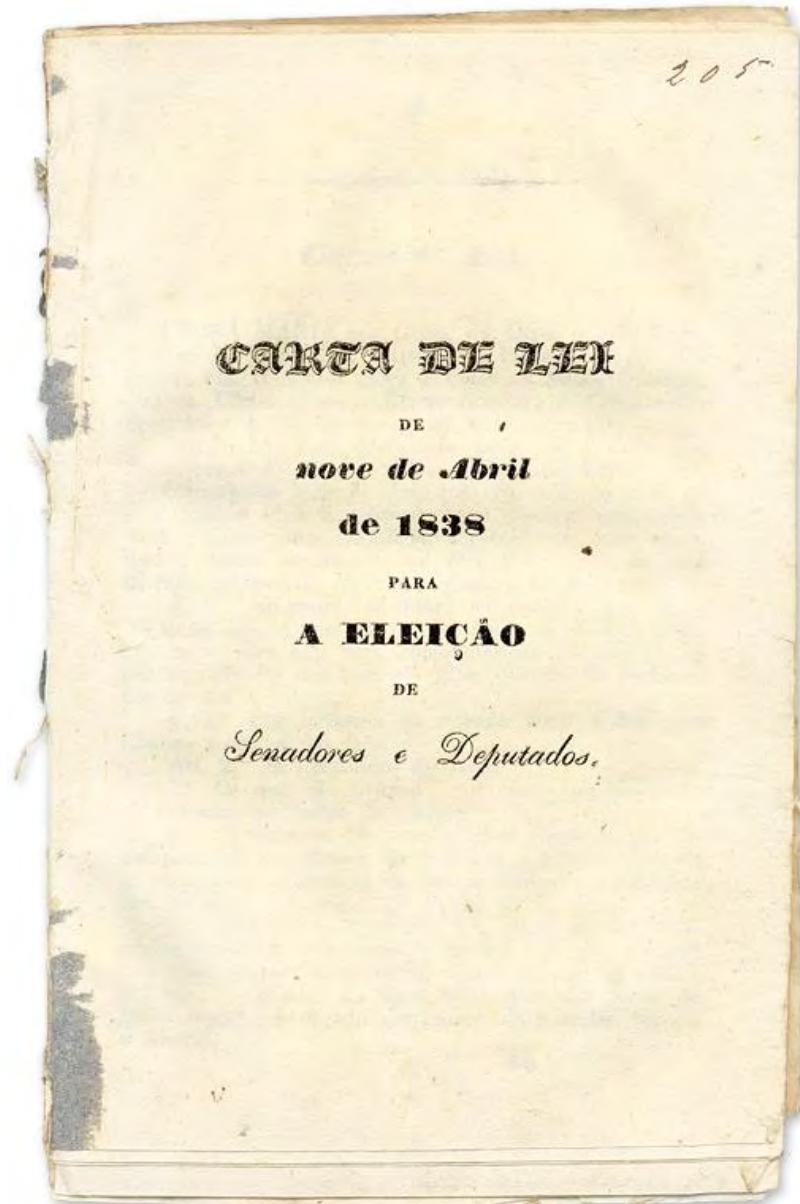 205
CARTA DE LEI
DE
nove de Abril
de 1838
PARA
A ELEIÇÃO
DE
Senadores e Deputados.